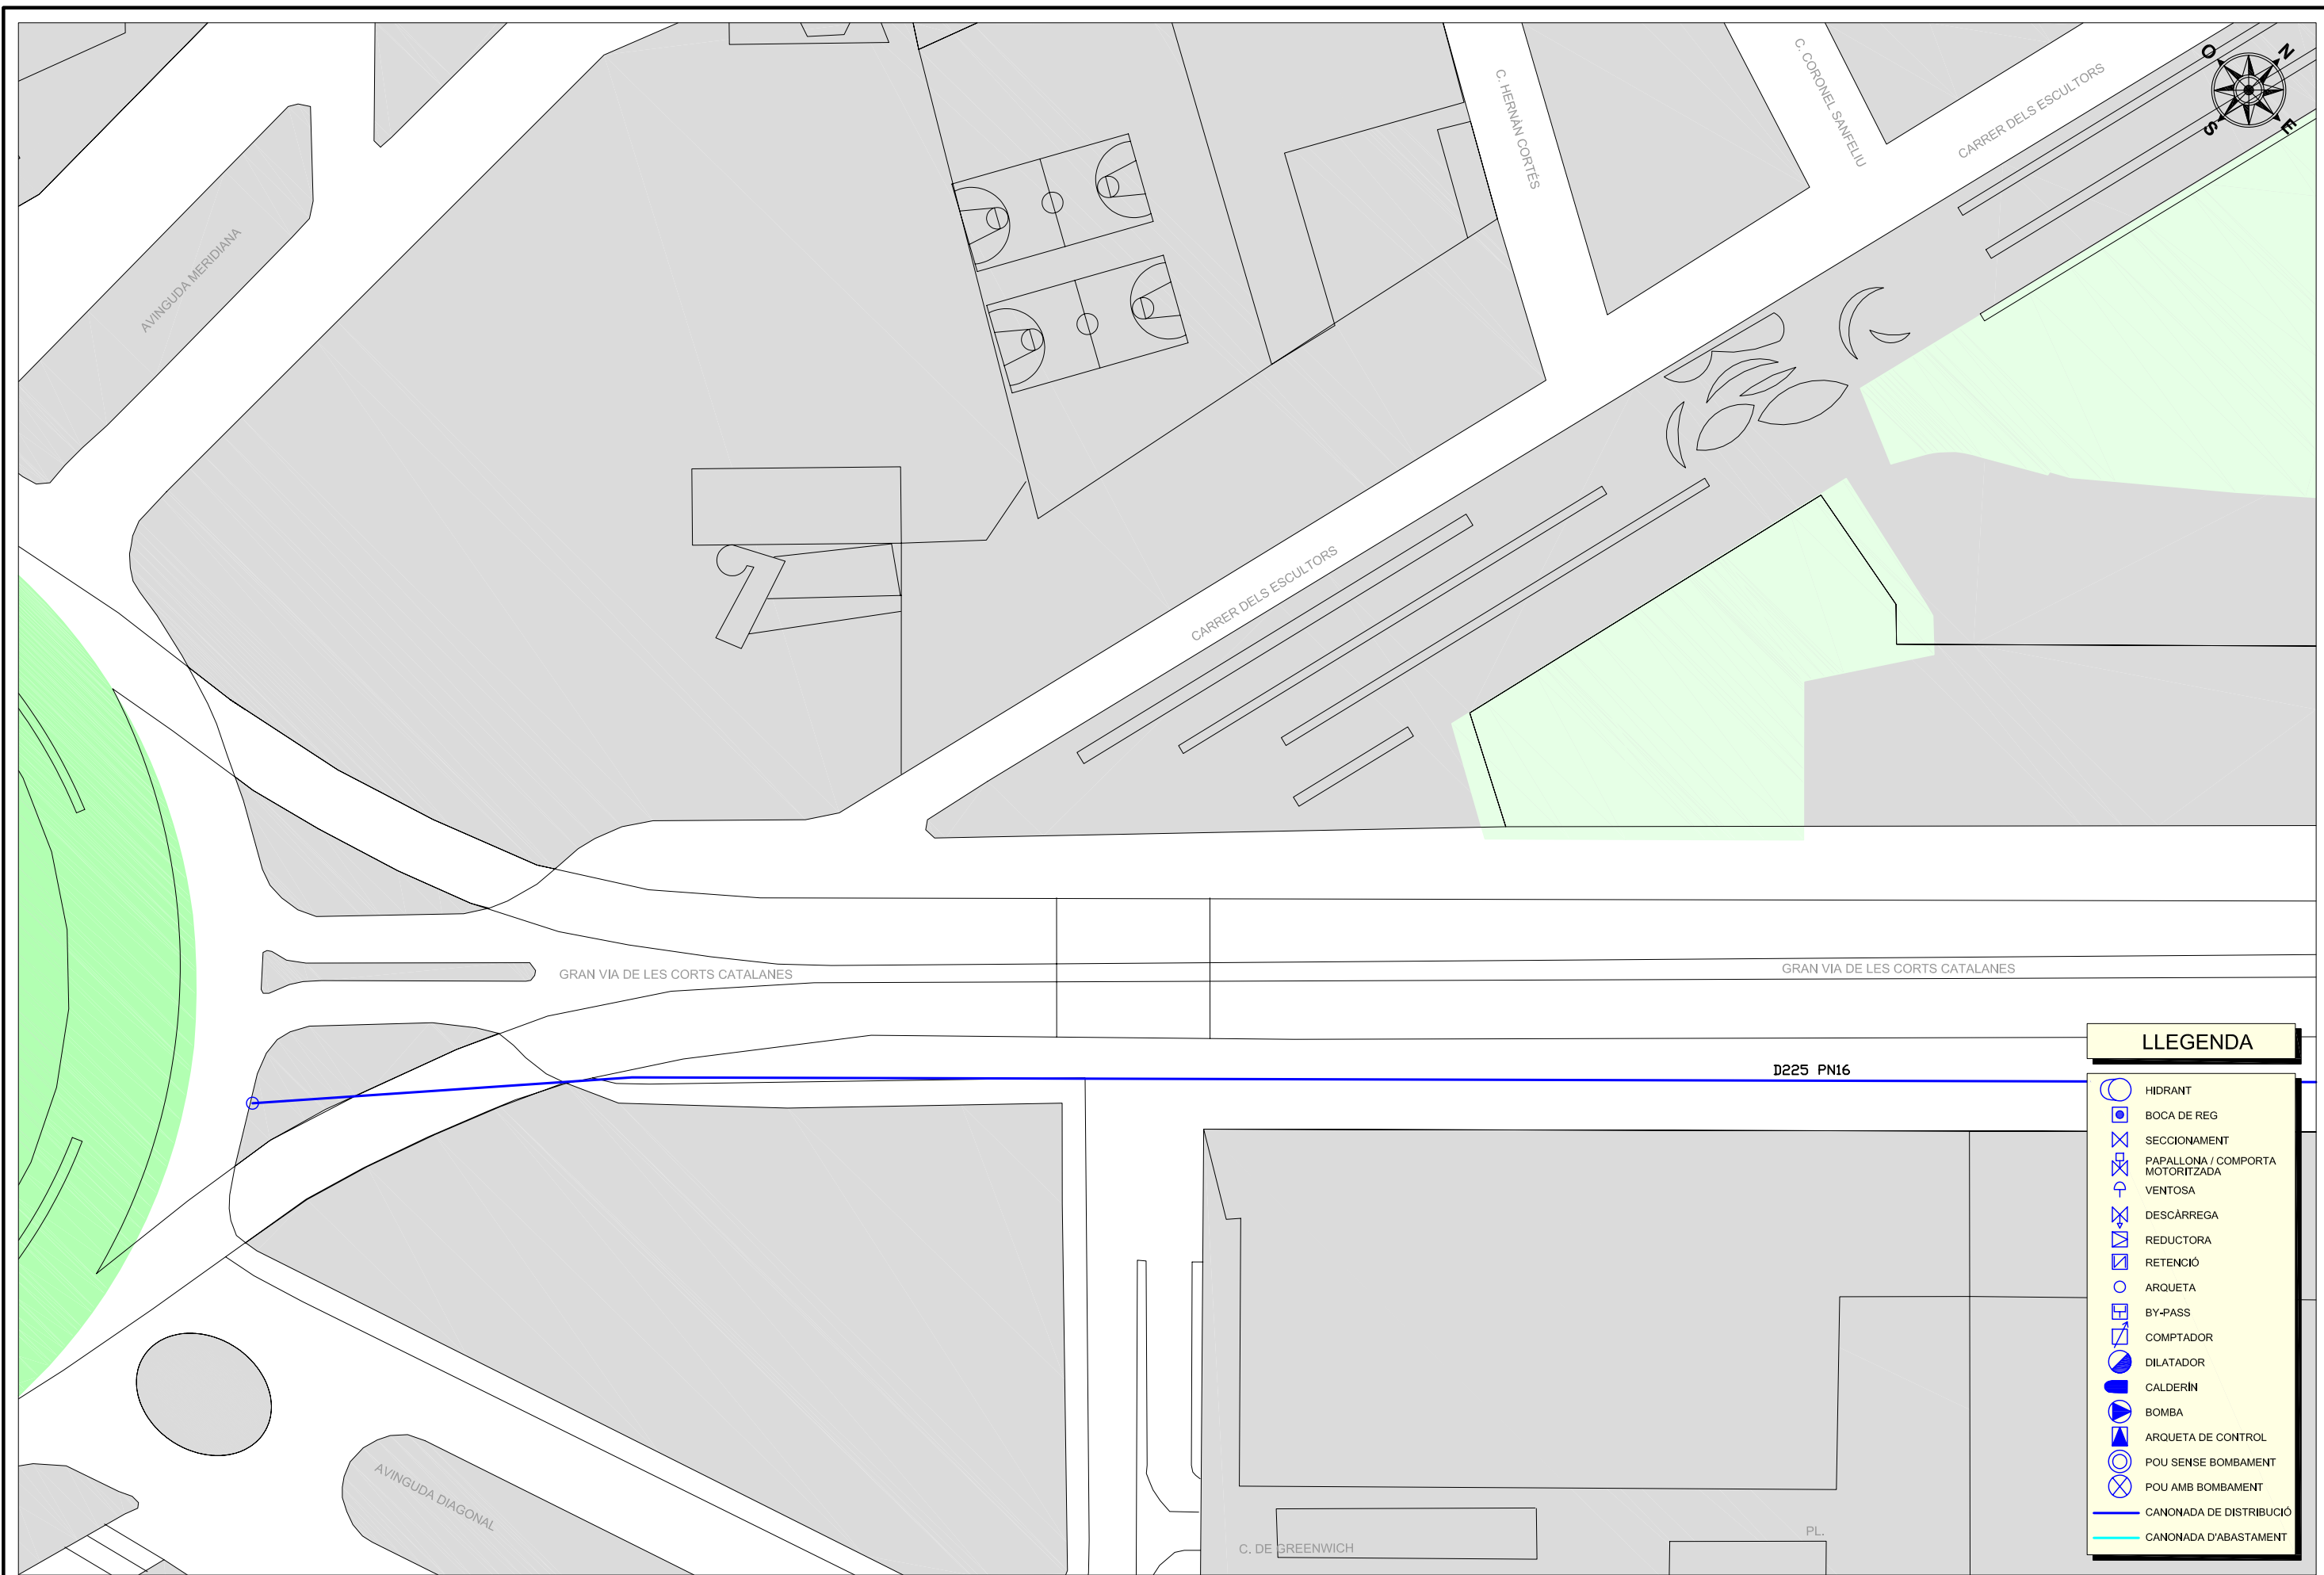 C. HERNÁN CORTÉS
C. CORONEL SANFELIU
CARRER DELS ESCULTORS
O
N
S
E
AVINGUDA MERIDIANA
CARRER DELS ESCULTORS
GRAN VIA DE LES CORTS CATALANES
GRAN VIA DE LES CORTS CATALANES
D225 PN16
LLEGENDA
HIDRANT
BOCA DE REG
SECCIONAMENT
PAPALLONA / COMPORTA
MOTORITZADA
VENTOSA
DESCÀRREGA
REDUCTORA
RETENCIÓ
ARQUETA
BY-PASS
COMPTADOR
DILATADOR
CALDERÍN
BOMBA
ARQUETA DE CONTROL
POU SENSE BOMBAMENT
POU AMB BOMBAMENT
CANONADA DE DISTRIBUCIÓ
CANONADA D'ABASTAMENT
AVINGUDA DIAGONAL
C. DE GREENWICH
PL.